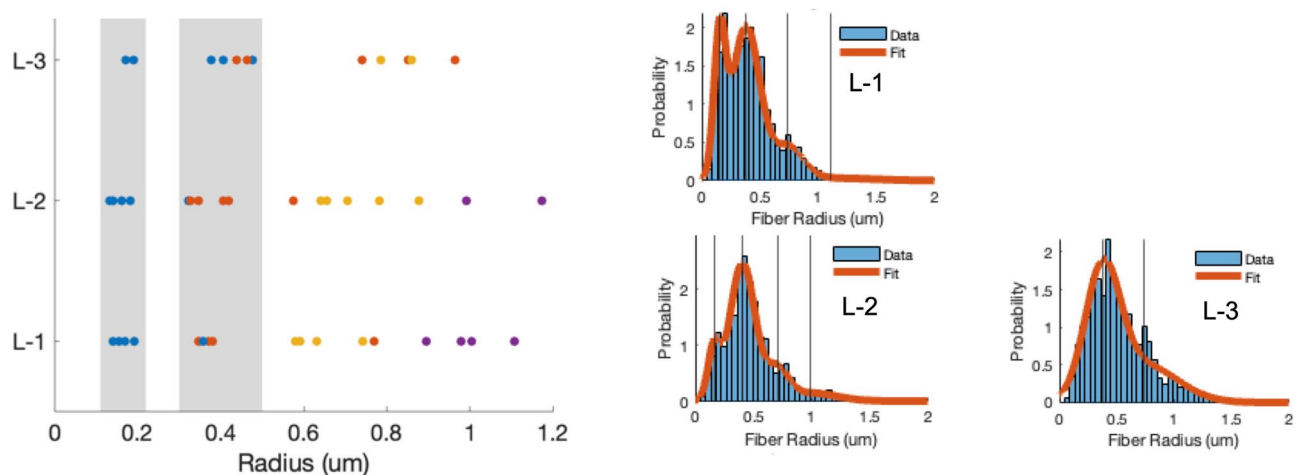 L-3
L-2
L-1
0 0.2 0.4 0.6 0.8 1 1.2
Radius (um)
2
1.5
1
0.5
0
Probability
Data
Fit
L-1
0 0.5 1 1.5 2
Fiber Radius (um)
2
1
0
Probability
Data
Fit
L-2
0 0.5 1 1.5 2
Fiber Radius (um)
2
1.5
1
0.5
0
Probability
Data
Fit
L-3
0 0.5 1 1.5 2
Fiber Radius (um)